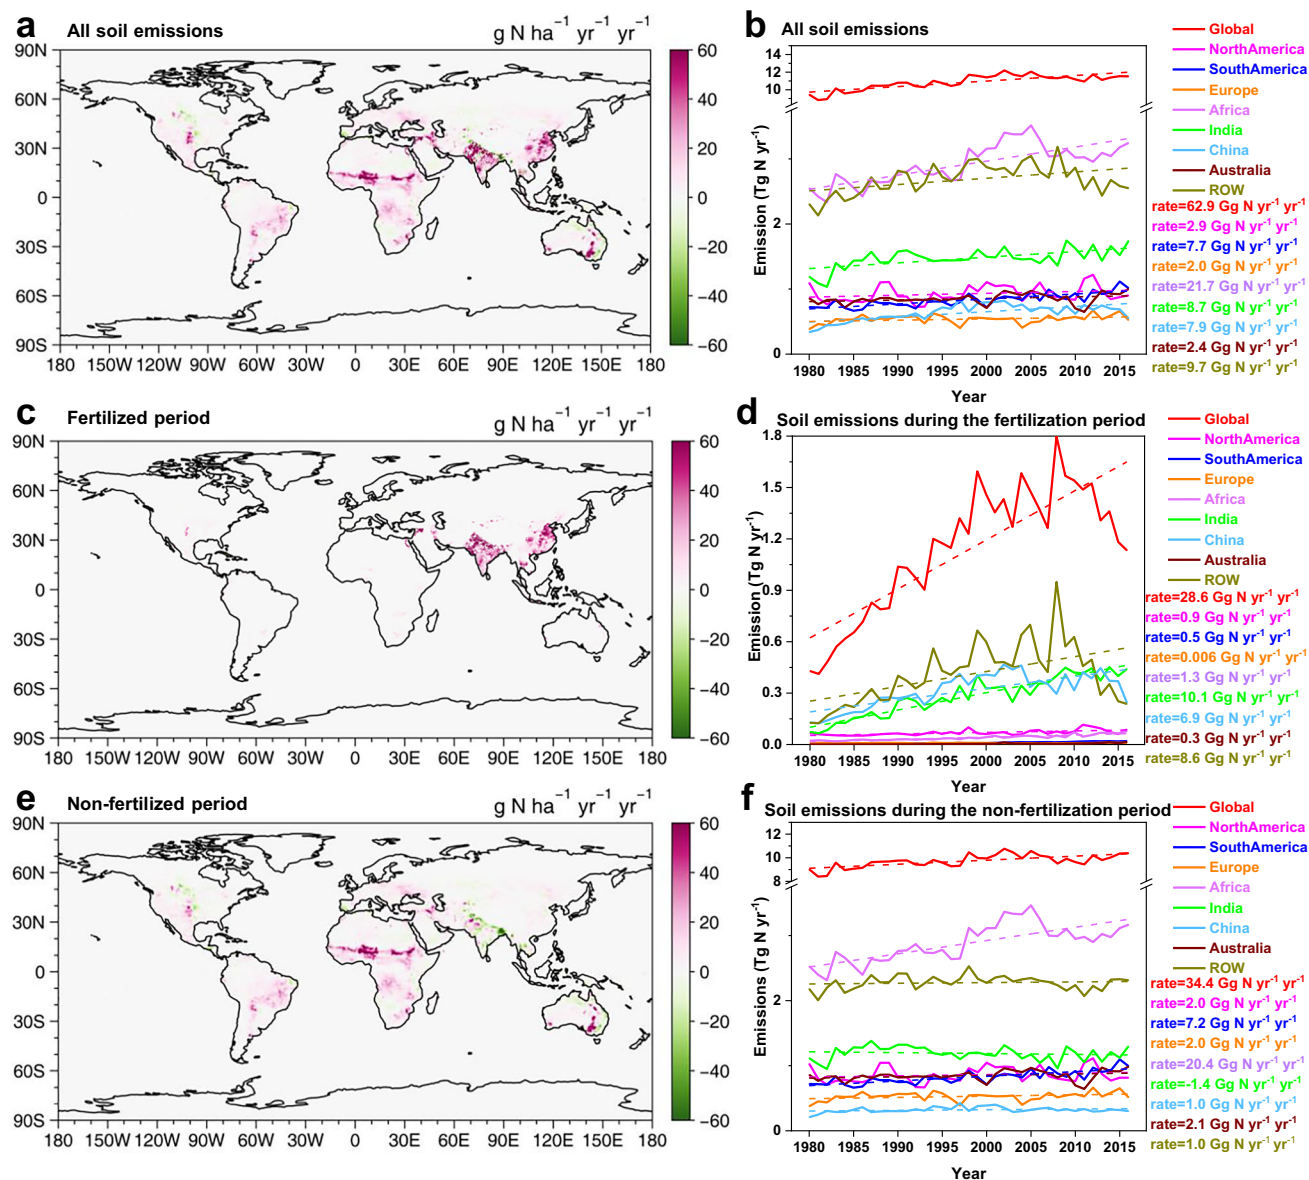 a All soil emissions
g N ha⁻¹ yr⁻¹ yr⁻¹
90N
60N
30N
0
30S
60S
90S
180 150W 120W 90W 60W 30W 0 30E 60E 90E 120E 150E 180
60
40
20
0
−20
−40
−60
b All soil emissions
Emission (Tg N yr⁻¹)
12
10
2
0
1980 1985 1990 1995 2000 2005 2010 2015
Year
Global
NorthAmerica
SouthAmerica
Europe
Africa
India
China
Australia
ROW
rate=62.9 Gg N yr⁻¹ yr⁻¹
rate=2.9 Gg N yr⁻¹ yr⁻¹
rate=7.7 Gg N yr⁻¹ yr⁻¹
rate=2.0 Gg N yr⁻¹ yr⁻¹
rate=21.7 Gg N yr⁻¹ yr⁻¹
rate=8.7 Gg N yr⁻¹ yr⁻¹
rate=7.9 Gg N yr⁻¹ yr⁻¹
rate=2.4 Gg N yr⁻¹ yr⁻¹
rate=9.7 Gg N yr⁻¹ yr⁻¹
c Fertilized period
g N ha⁻¹ yr⁻¹ yr⁻¹
90N
60N
30N
0
30S
60S
90S
180 150W 120W 90W 60W 30W 0 30E 60E 90E 120E 150E 180
60
40
20
0
−20
−40
−60
d Soil emissions during the fertilization period
Emission (Tg N yr⁻¹)
1.8
1.5
1.2
0.9
0.6
0.3
0.0
1980 1985 1990 1995 2000 2005 2010 2015
Year
Global
NorthAmerica
SouthAmerica
Europe
Africa
India
China
Australia
ROW
rate=28.6 Gg N yr⁻¹ yr⁻¹
rate=0.9 Gg N yr⁻¹ yr⁻¹
rate=0.5 Gg N yr⁻¹ yr⁻¹
rate=0.006 Gg N yr⁻¹ yr⁻¹
rate=1.3 Gg N yr⁻¹ yr⁻¹
rate=10.1 Gg N yr⁻¹ yr⁻¹
rate=6.9 Gg N yr⁻¹ yr⁻¹
rate=0.3 Gg N yr⁻¹ yr⁻¹
rate=8.6 Gg N yr⁻¹ yr⁻¹
e Non-fertilized period
g N ha⁻¹ yr⁻¹ yr⁻¹
90N
60N
30N
0
30S
60S
90S
180 150W 120W 90W 60W 30W 0 30E 60E 90E 120E 150E 180
60
40
20
0
−20
−40
−60
f Soil emissions during the non-fertilization period
Emissions (Tg N yr⁻¹)
12
10
8
2
0
1980 1985 1990 1995 2000 2005 2010 2015
Year
Global
NorthAmerica
SouthAmerica
Europe
Africa
India
China
Australia
ROW
rate=34.4 Gg N yr⁻¹ yr⁻¹
rate=2.0 Gg N yr⁻¹ yr⁻¹
rate=7.2 Gg N yr⁻¹ yr⁻¹
rate=2.0 Gg N yr⁻¹ yr⁻¹
rate=20.4 Gg N yr⁻¹ yr⁻¹
rate=-1.4 Gg N yr⁻¹ yr⁻¹
rate=1.0 Gg N yr⁻¹ yr⁻¹
rate=2.1 Gg N yr⁻¹ yr⁻¹
rate=1.0 Gg N yr⁻¹ yr⁻¹